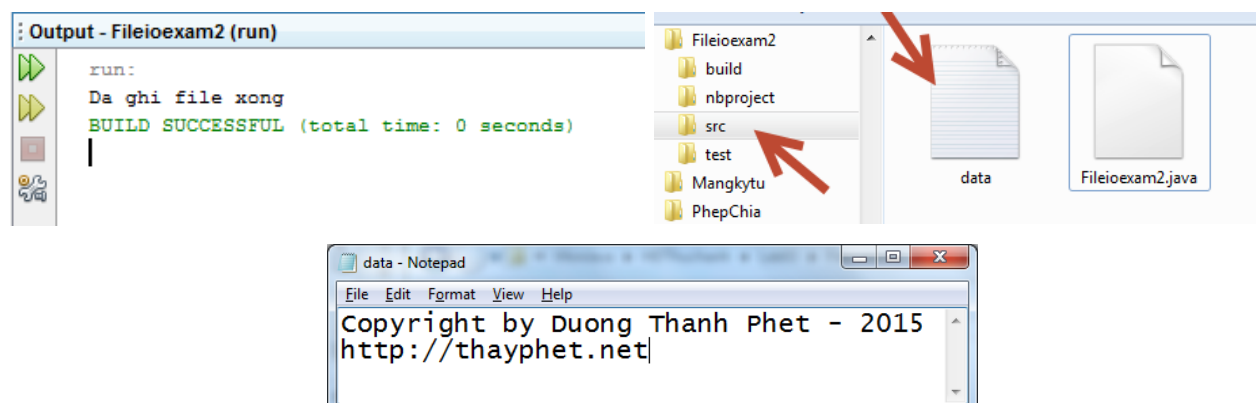 Output - Fileioexam2 (run)
run:
Da ghi file xong
BUILD SUCCESSFUL (total time: 0 seconds)
Fileioexam2
build
nbproject
src
test
Mangkytu
PhepChia
data
Fileioexam2.java
data - Notepad
File Edit Format View Help
Copyright by Duong Thanh Phet - 2015
http://thayphet.net